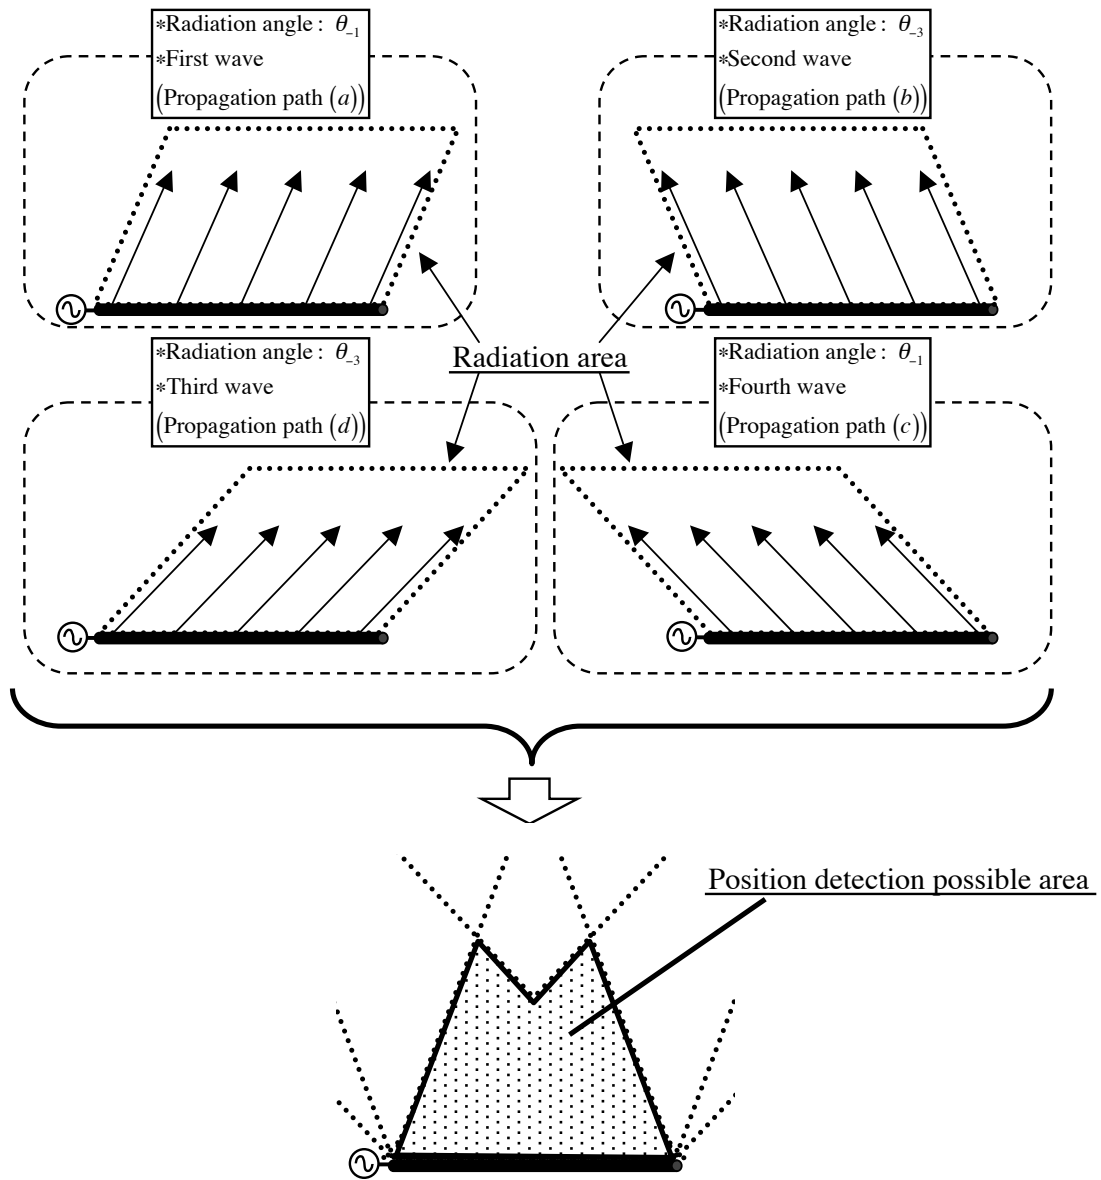 *Radiation angle: θ₋₁
*First wave
(Propagation path (a))
*Radiation angle: θ₋₃
*Second wave
(Propagation path (b))
Radiation area
*Radiation angle: θ₋₃
*Third wave
(Propagation path (d))
*Radiation angle: θ₋₁
*Fourth wave
(Propagation path (c))
Position detection possible area